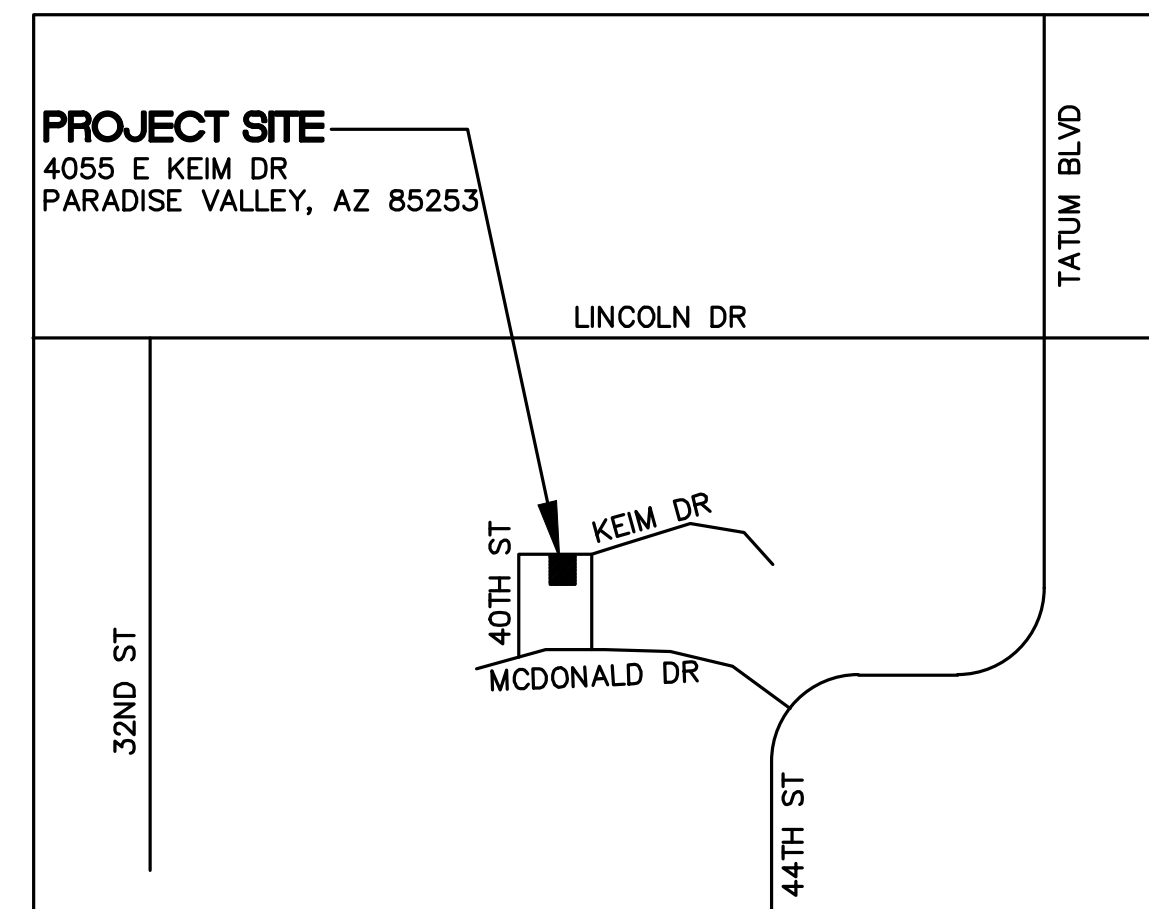 PROJECT SITE
4055 E KEIM DR
PARADISE VALLEY, AZ 85253
TATUM BLVD
LINCOLN DR
KEIM DR
40TH ST
MCDONALD DR
32ND ST
44TH ST